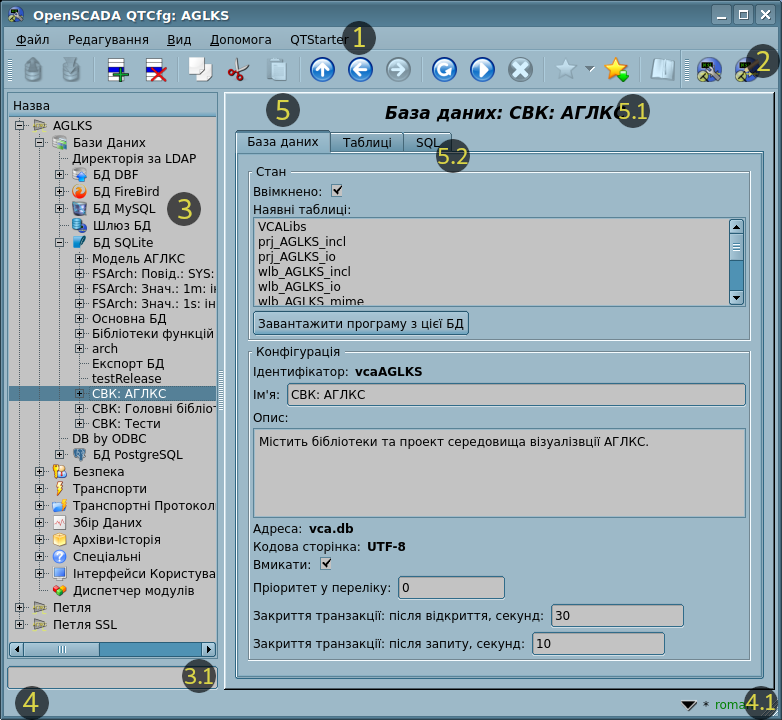 OpenSCADA QTCfg: AGLKS
Файл Редагування Вид Допомога QTStarter 1
2
Назва
AGLKS
Бази Даних
Директорія за LDAP
БД DBF
БД FireBird
БД MySQL
3
Шлюз БД
БД SQLite
Модель АГЛКС
FSArch: Повід.: SYS:
FSArch: Знач.: 1m: ін
FSArch: Знач.: 1s: ін
Основна БД
Бібліотеки функцій
arch
Експорт БД
testRelease
СВК: АГЛКС
СВК: Головні бібліот
СВК: Тести
DB by ODBC
БД PostgreSQL
Безпека
Транспорти
Транспортні Протокол
Збір Даних
Архіви-Історія
Спеціальні
Інтерфейси Користува
Диспетчер модулів
Петля
Петля SSL
3.1
4
5
База даних: СВК: АГЛКС
5.1
База даних Таблиці SQL
5.2
Стан
Ввімкнено:
Наявні таблиці:
VCALibs
prj_AGLKS_incl
prj_AGLKS_io
wlb_AGLKS_incl
wlb_AGLKS_io
wlb_AGLKS_mime
Завантажити програму з цієї БД
Конфігурація
Ідентифікатор: vcaAGLKS
Ім'я: СВК: АГЛКС
Опис:
Містить бібліотеки та проект середовища візуалізвції АГЛКС.
Адреса: vca.db
Кодова сторінка: UTF-8
Вмикати:
Пріоритет у переліку: 0
Закриття транзакції: після відкриття, секунд: 30
Закриття транзакції: після запиту, секунд: 10
* roma
4.1